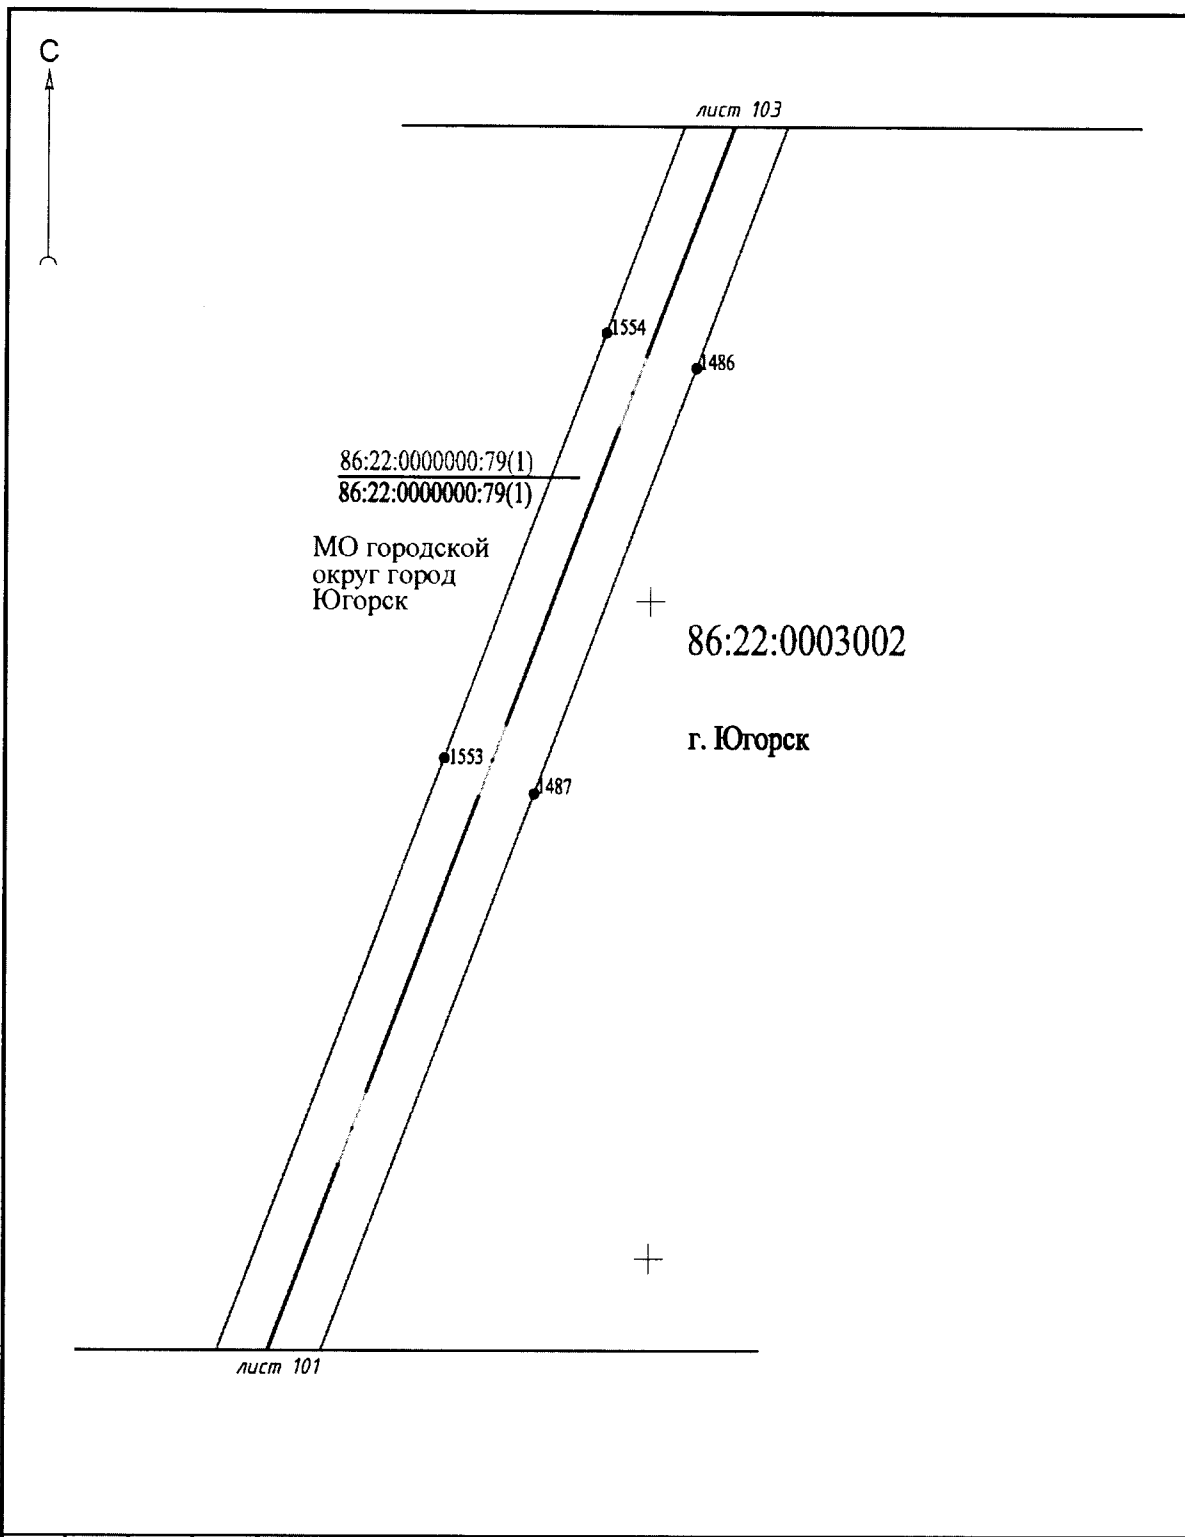 С
лист 103
1554
1486
86:22:0000000:79(1)
86:22:0000000:79(1)
МО городской
округ город
Югорск
86:22:0003002
г. Югорск
1553
1487
лист 101